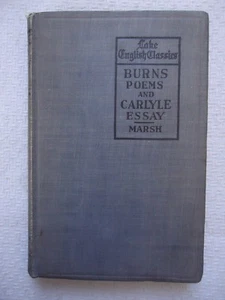 Lake
English Classics
BURNS
POEMS
AND
CARLYLE
ESSAY
MARSH